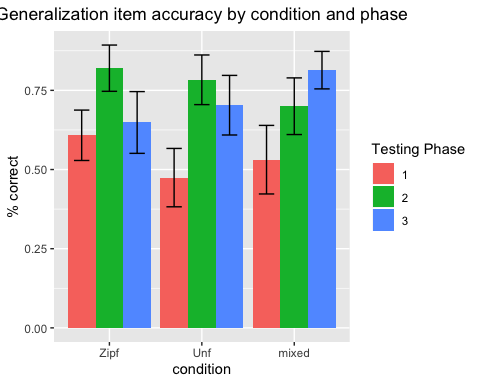 Generalization item accuracy by condition and phase
% correct
0.75
0.50
0.25
0.00
Zipf
Unf
mixed
condition
Testing Phase
1
2
3